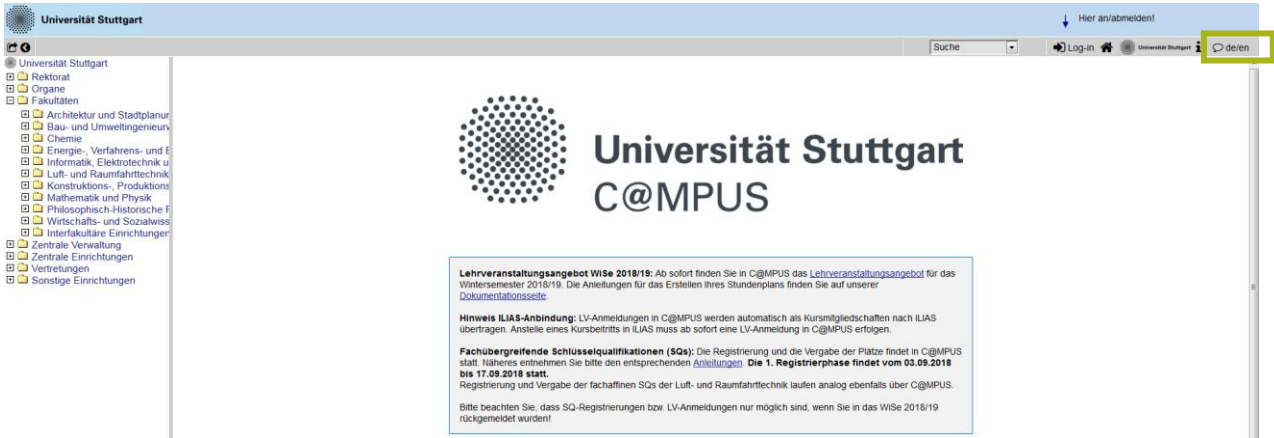 Universität Stuttgart
Hier an/abmelden!
Suche
Log-in
Universität Stuttgart
de/en
Universität Stuttgart
Rektorat
Organe
Fakultäten
Architektur und Stadtplanur
Bau- und Umweltingenieurv
Chemie
Energie-, Verfahrens- und E
Informatik, Elektrotechnik u
Luft- und Raumfahrttechnik
Konstruktions-, Produktions
Mathematik und Physik
Philosophisch-Historische F
Wirtschafts- und Sozialwiss
Interfakultäre Einrichtunger
Zentrale Verwaltung
Zentrale Einrichtungen
Vertretungen
Sonstige Einrichtungen
Universität Stuttgart
C@MPUS
Lehrveranstaltungsangebot WiSe 2018/19: Ab sofort finden Sie in C@MPUS das Lehrveranstaltungsangebot für das
Wintersemester 2018/19. Die Anleitungen für das Erstellen Ihres Stundenplans finden Sie auf unserer
Dokumentationsseite.
Hinweis ILIAS-Anbindung: LV-Anmeldungen in C@MPUS werden automatisch als Kursmitgliedschaften nach ILIAS
übertragen. Anstelle eines Kursbeitritts in ILIAS muss ab sofort eine LV-Anmeldung in C@MPUS erfolgen.
Fachübergreifende Schlüsselqualifikationen (SQs): Die Registrierung und die Vergabe der Plätze findet in C@MPUS
statt. Näheres entnehmen Sie bitte den entsprechenden Anleitungen. Die 1. Registrierphase findet vom 03.09.2018
bis 17.09.2018 statt.
Registrierung und Vergabe der fachaffinen SQs der Luft- und Raumfahrttechnik laufen analog ebenfalls über C@MPUS.
Bitte beachten Sie, dass SQ-Registrierungen bzw. LV-Anmeldungen nur möglich sind, wenn Sie in das WiSe 2018/19
rückgemeldet wurden!